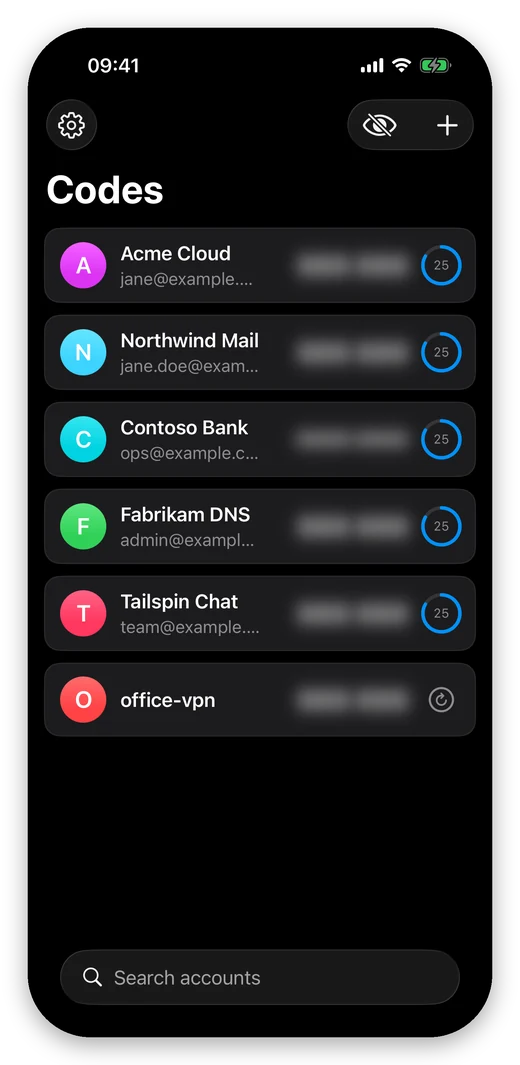 09:41
Codes
A
Acme Cloud
jane@example....
25
N
Northwind Mail
jane.doe@exam...
25
C
Contoso Bank
ops@example.c...
25
F
Fabrikam DNS
admin@exampl...
25
T
Tailspin Chat
team@example....
25
O
office-vpn
Search accounts